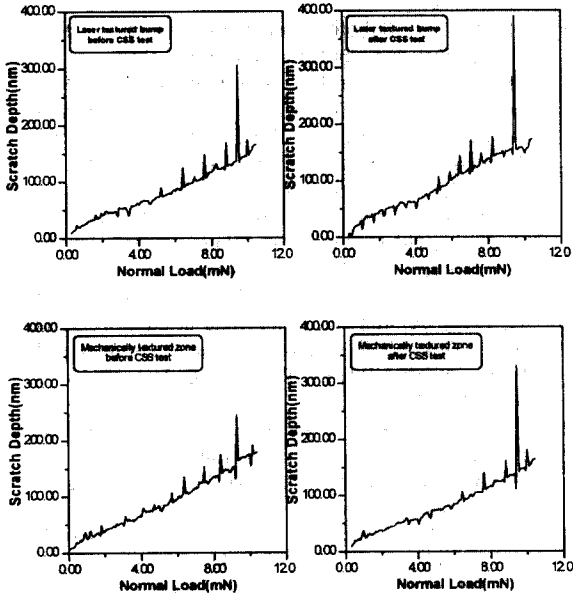 400.00
Laser textured bump
before CSS test
300.00
200.00
100.00
0.00
0.00 4.00 8.00 12.0
Scratch Depth(nm)
Normal Load(mN)
400.00
Laser textured bump
after CSS test
300.00
200.00
100.00
0.00
0.00 4.00 8.00 12.0
Scratch Depth(nm)
Normal Load(mN)
400.00
Mechanically textured zone
before CSS test
300.00
200.00
100.00
0.00
0.00 4.00 8.00 12.0
Scratch Depth(nm)
Normal Load(mN)
400.00
Mechanically textured zone
after CSS test
300.00
200.00
100.00
0.00
0.00 4.00 8.00 12.0
Scratch Depth(nm)
Normal Load(mN)